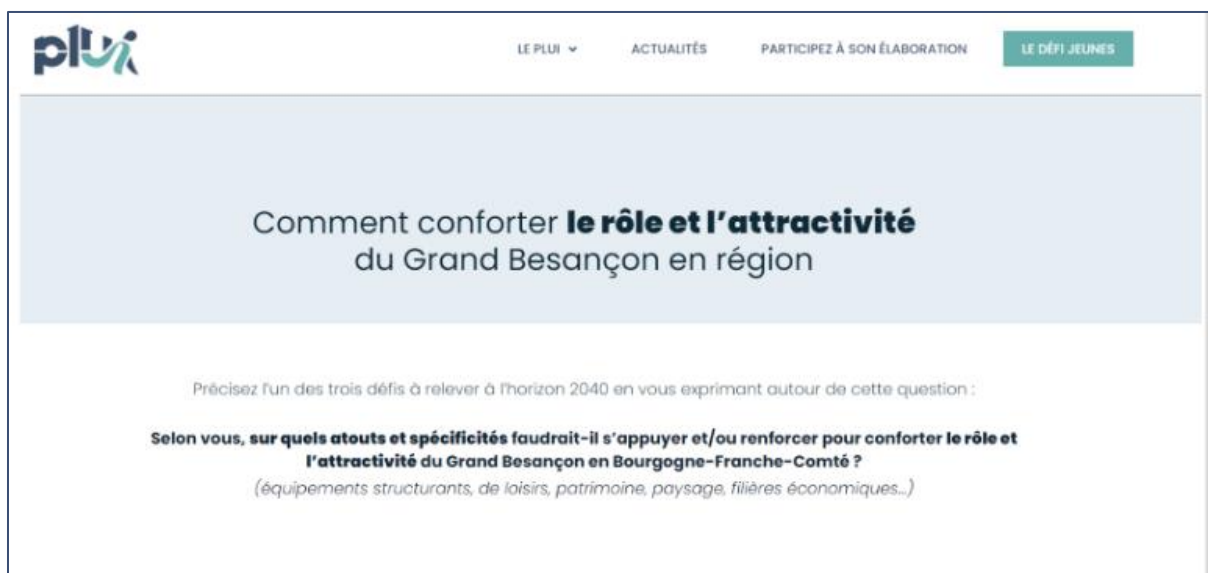 plui
LE PLUI
ACTUALITÉS
PARTICIPEZ À SON ÉLABORATION
LE DÉFI JEUNES
Comment conforter le rôle et l'attractivité
du Grand Besançon en région
Précisez l'un des trois défis à relever à l'horizon 2040 en vous exprimant autour de cette question :
Selon vous, sur quels atouts et spécificités faudrait-il s'appuyer et/ou renforcer pour conforter le rôle et
l'attractivité du Grand Besançon en Bourgogne-Franche-Comté ?
(équipements structurants, de loisirs, patrimoine, paysage, filières économiques...)